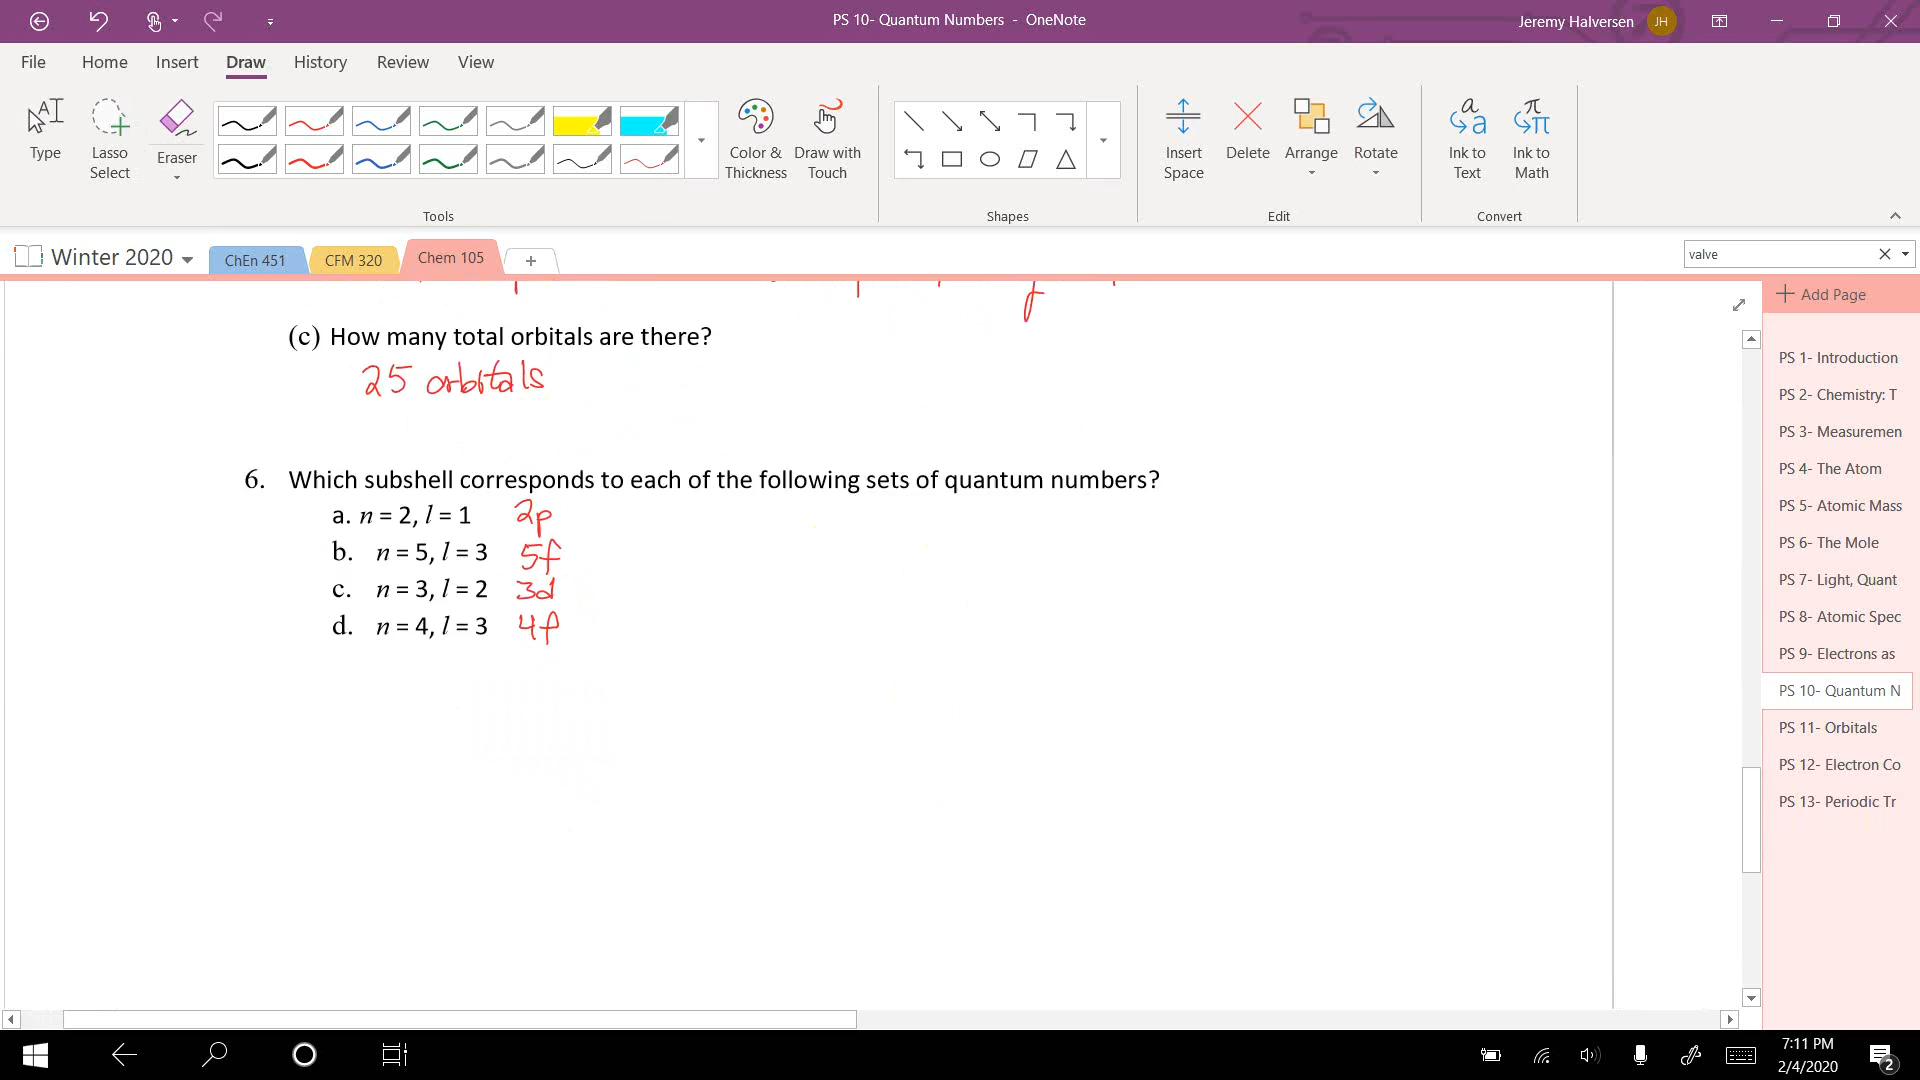 PS 10- Quantum Numbers - OneNote
Jeremy Halversen JH
File Home Insert Draw History Review View
Type
Lasso Select
Eraser
Color & Thickness
Draw with Touch
Insert Space
Delete
Arrange
Rotate
Ink to Text
Ink to Math
Tools
Shapes
Edit
Convert
Winter 2020
ChEn 451
CFM 320
Chem 105
valve
Add Page
(c) How many total orbitals are there?
25 orbitals
6. Which subshell corresponds to each of the following sets of quantum numbers?
a. n = 2, l = 1 2p
b. n = 5, l = 3 5f
c. n = 3, l = 2 3d
d. n = 4, l = 3 4f
PS 1- Introduction
PS 2- Chemistry: T
PS 3- Measuremen
PS 4- The Atom
PS 5- Atomic Mass
PS 6- The Mole
PS 7- Light, Quant
PS 8- Atomic Spec
PS 9- Electrons as
PS 10- Quantum N
PS 11- Orbitals
PS 12- Electron Co
PS 13- Periodic Tr
7:11 PM
2/4/2020
2